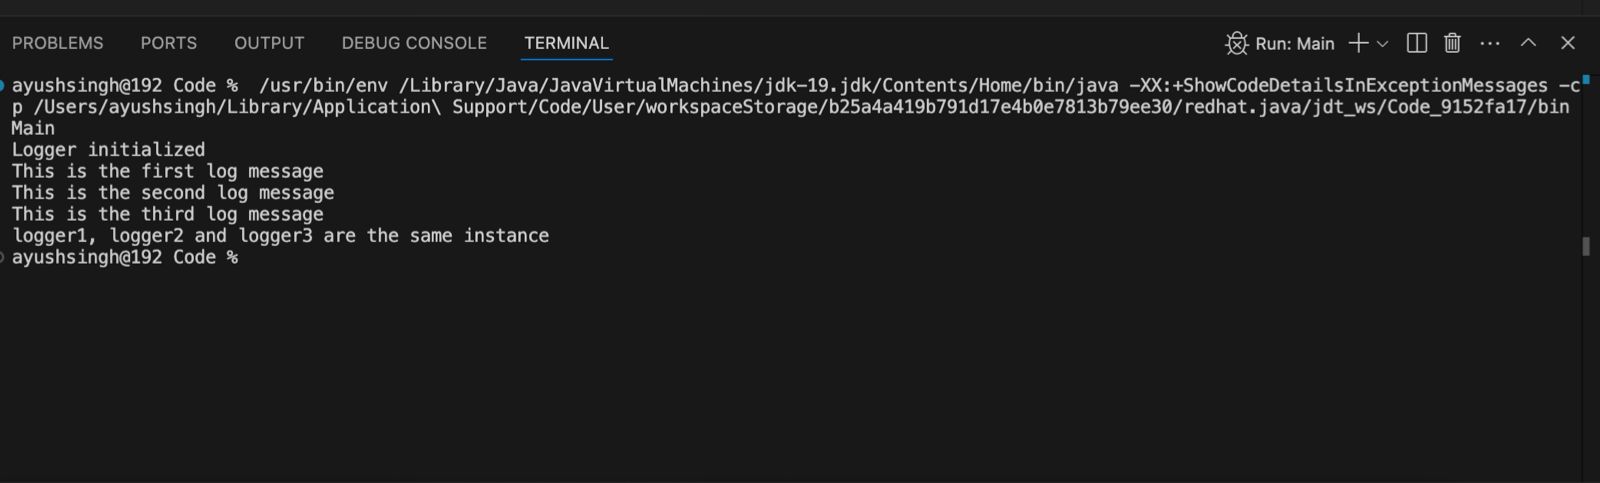 PROBLEMS PORTS OUTPUT DEBUG CONSOLE TERMINAL Run: Main
ayushsingh@192 Code %  /usr/bin/env /Library/Java/JavaVirtualMachines/jdk-19.jdk/Contents/Home/bin/java -XX:+ShowCodeDetailsInExceptionMessages -c
p /Users/ayushsingh/Library/Application\ Support/Code/User/workspaceStorage/b25a4a419b791d17e4b0e7813b79ee30/redhat.java/jdt_ws/Code_9152fa17/bin
Main
Logger initialized
This is the first log message
This is the second log message
This is the third log message
logger1, logger2 and logger3 are the same instance
ayushsingh@192 Code %